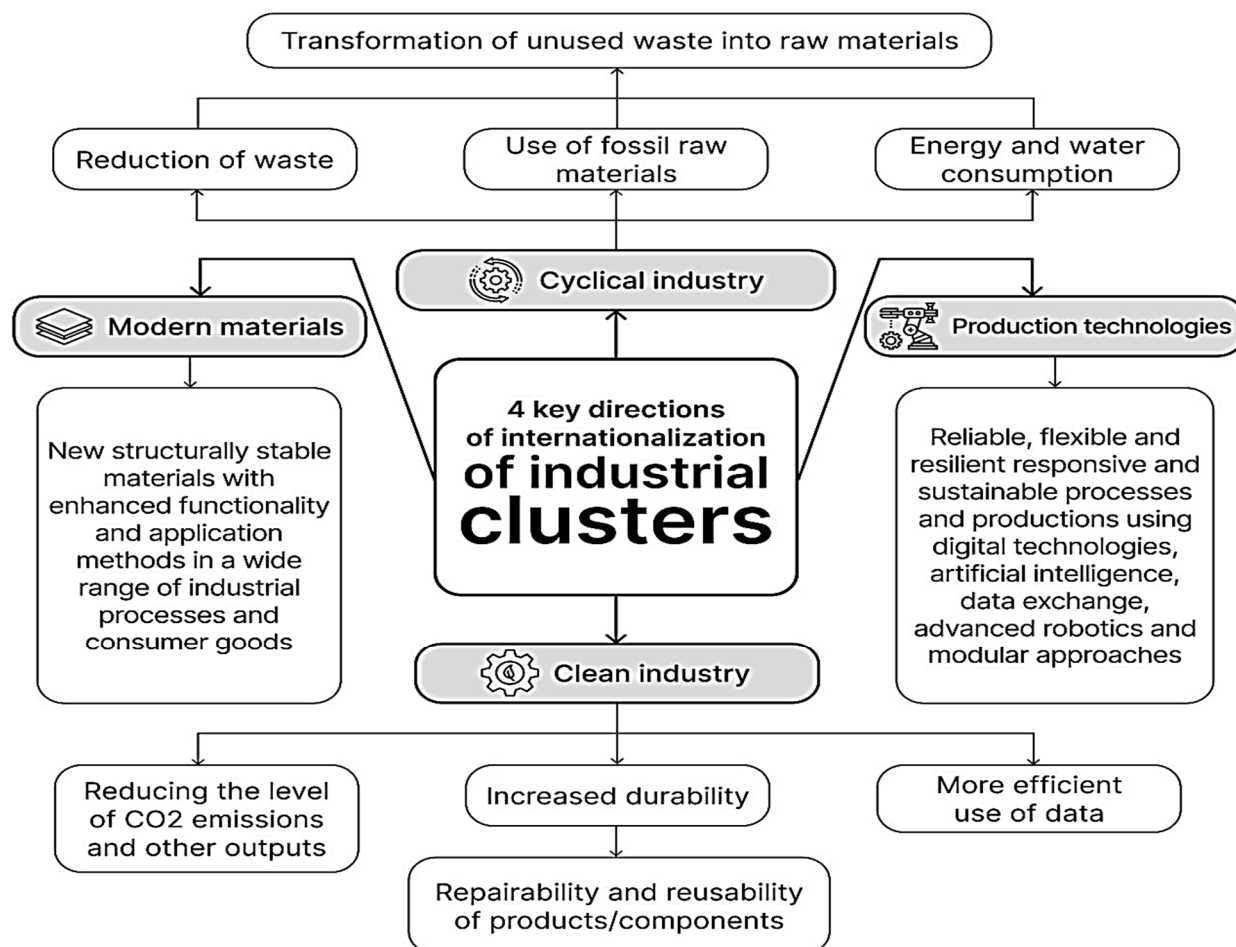 Transformation of unused waste into raw materials
Reduction of waste
Use of fossil raw
materials
Energy and water
consumption
Cyclical industry
Modern materials
Production technologies
4 key directions
of internationalization
of industrial
clusters
New structurally stable
materials with
enhanced functionality
and application
methods in a wide
range of industrial
processes and
consumer goods
Reliable, flexible and
resilient responsive and
sustainable processes
and productions using
digital technologies,
artificial intelligence,
data exchange,
advanced robotics and
modular approaches
Clean industry
Reducing the level
of CO2 emissions
and other outputs
Increased durability
More efficient
use of data
Repairability and reusability
of products/components